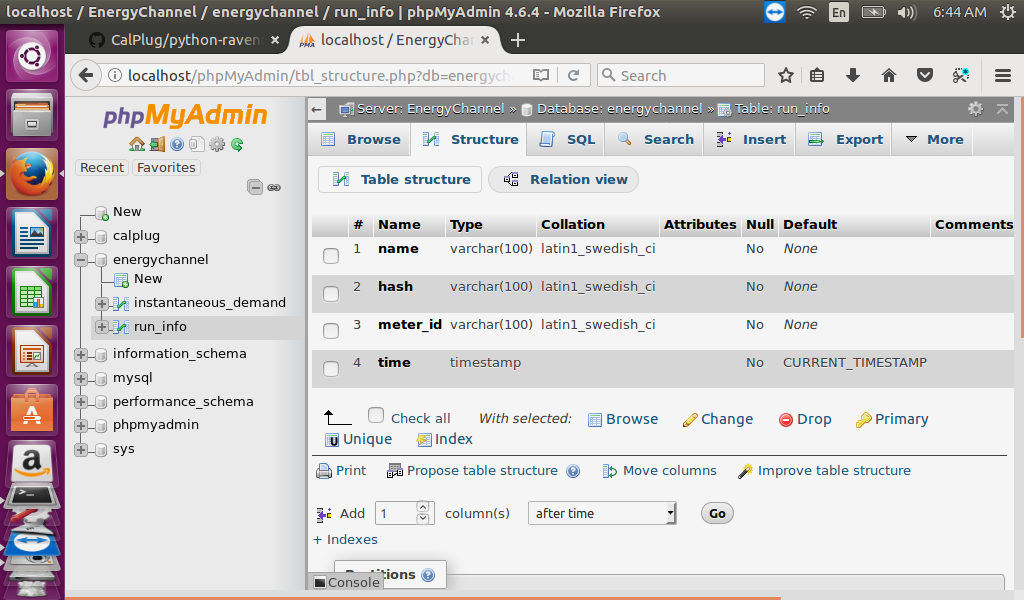 localhost / EnergyChannel / energychannel / run_info | phpMyAdmin 4.6.4 - Mozilla Firefox
En
6:44 AM
CalPlug/python-raven
PMA
localhost / EnergyChan
localhost/phpMyAdmin/tbl_structure.php?db=energych
Search
phpMyAdmin
Recent
Favorites
New
calplug
energychannel
New
instantaneous_demand
run_info
information_schema
mysql
performance_schema
phpmyadmin
sys
Server: EnergyChannel » Database: energychannel » Table: run_info
Browse Structure SQL Search Insert Export More
Table structure Relation view
# Name Type Collation Attributes Null Default Comments
1 name varchar(100) latin1_swedish_ci No None
2 hash varchar(100) latin1_swedish_ci No None
3 meter_id varchar(100) latin1_swedish_ci No None
4 time timestamp No CURRENT_TIMESTAMP
Check all With selected: Browse Change Drop Primary
Unique Index
Print Propose table structure Move columns Improve table structure
Add 1 column(s) after time Go
+ Indexes
Console